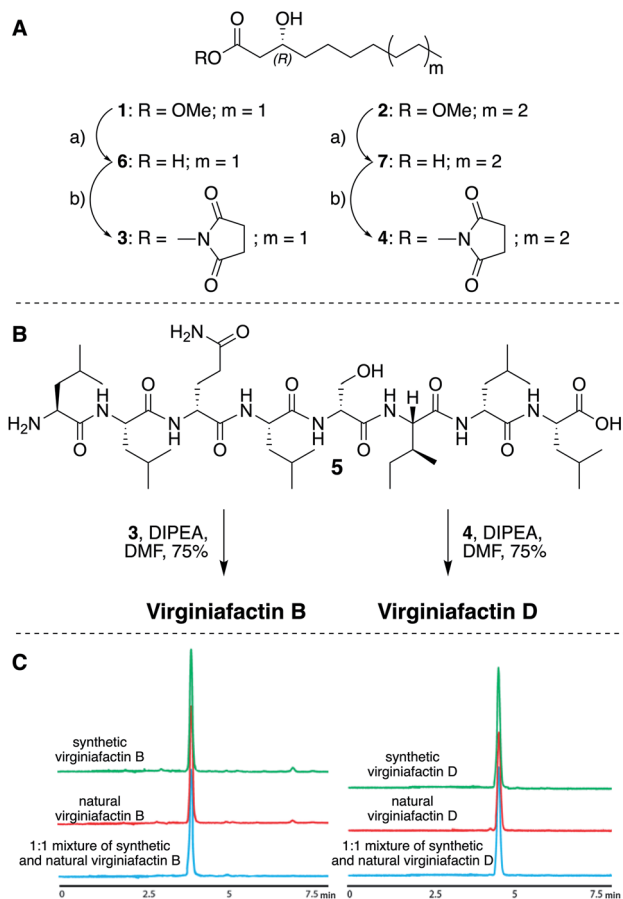 A
O
OH
RO
(R)
m
1: R = OMe; m = 1
2: R = OMe; m = 2
a)
a)
6: R = H; m = 1
7: R = H; m = 2
b)
b)
O
O
3: R = N ; m = 1
4: R = N ; m = 2
O
O
B
H2N
O
OH
H
N
O
H
N
O
H
N
H
O
H
N
O
H2N
O
N
H
O
N
H
O
N
H
O
OH
5
3, DIPEA,
DMF, 75%
4, DIPEA,
DMF, 75%
Virginiafactin B
Virginiafactin D
C
synthetic
virginiafactin B
natural
virginiafactin B
1:1 mixture of synthetic
and natural virginiafactin B
0 2.5 5 7.5 min
synthetic
virginiafactin D
natural
virginiafactin D
1:1 mixture of synthetic
and natural virginiafactin D
0 2.5 5 7.5 min